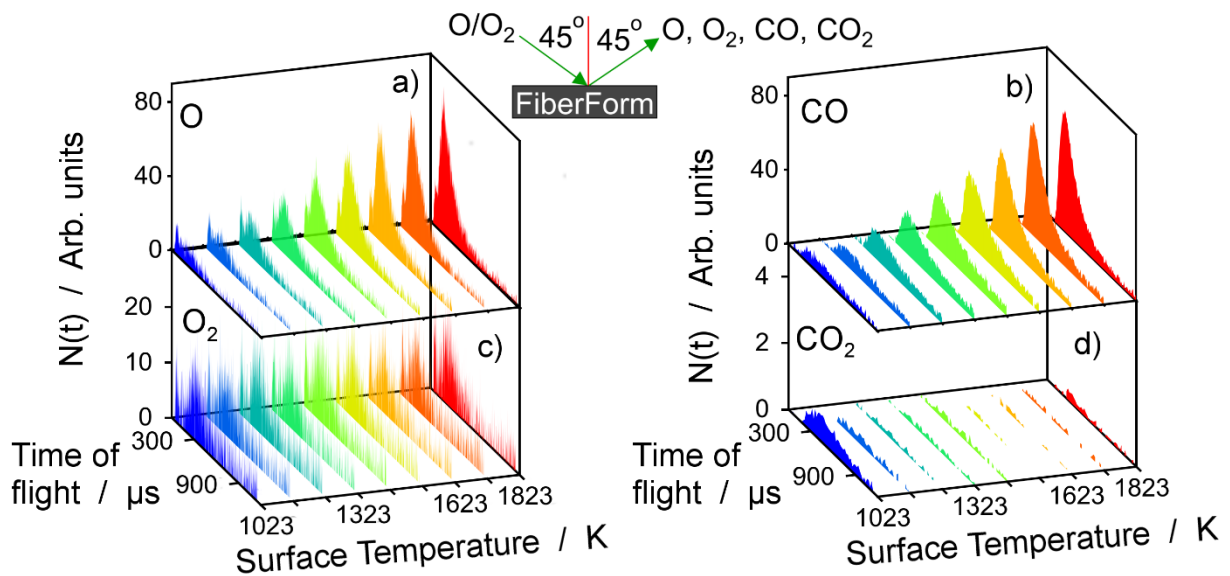 O/O₂ 45° 45° O, O₂, CO, CO₂
FiberForm
a)
O
80
40
0
N(t) / Arb. units
O₂
c)
20
10
0
300
900
Time of
flight / µs
1023
1323
1623
1823
Surface Temperature / K
b)
CO
80
40
0
N(t) / Arb. units
CO₂
d)
4
2
0
300
900
Time of
flight / µs
1023
1323
1623
1823
Surface Temperature / K